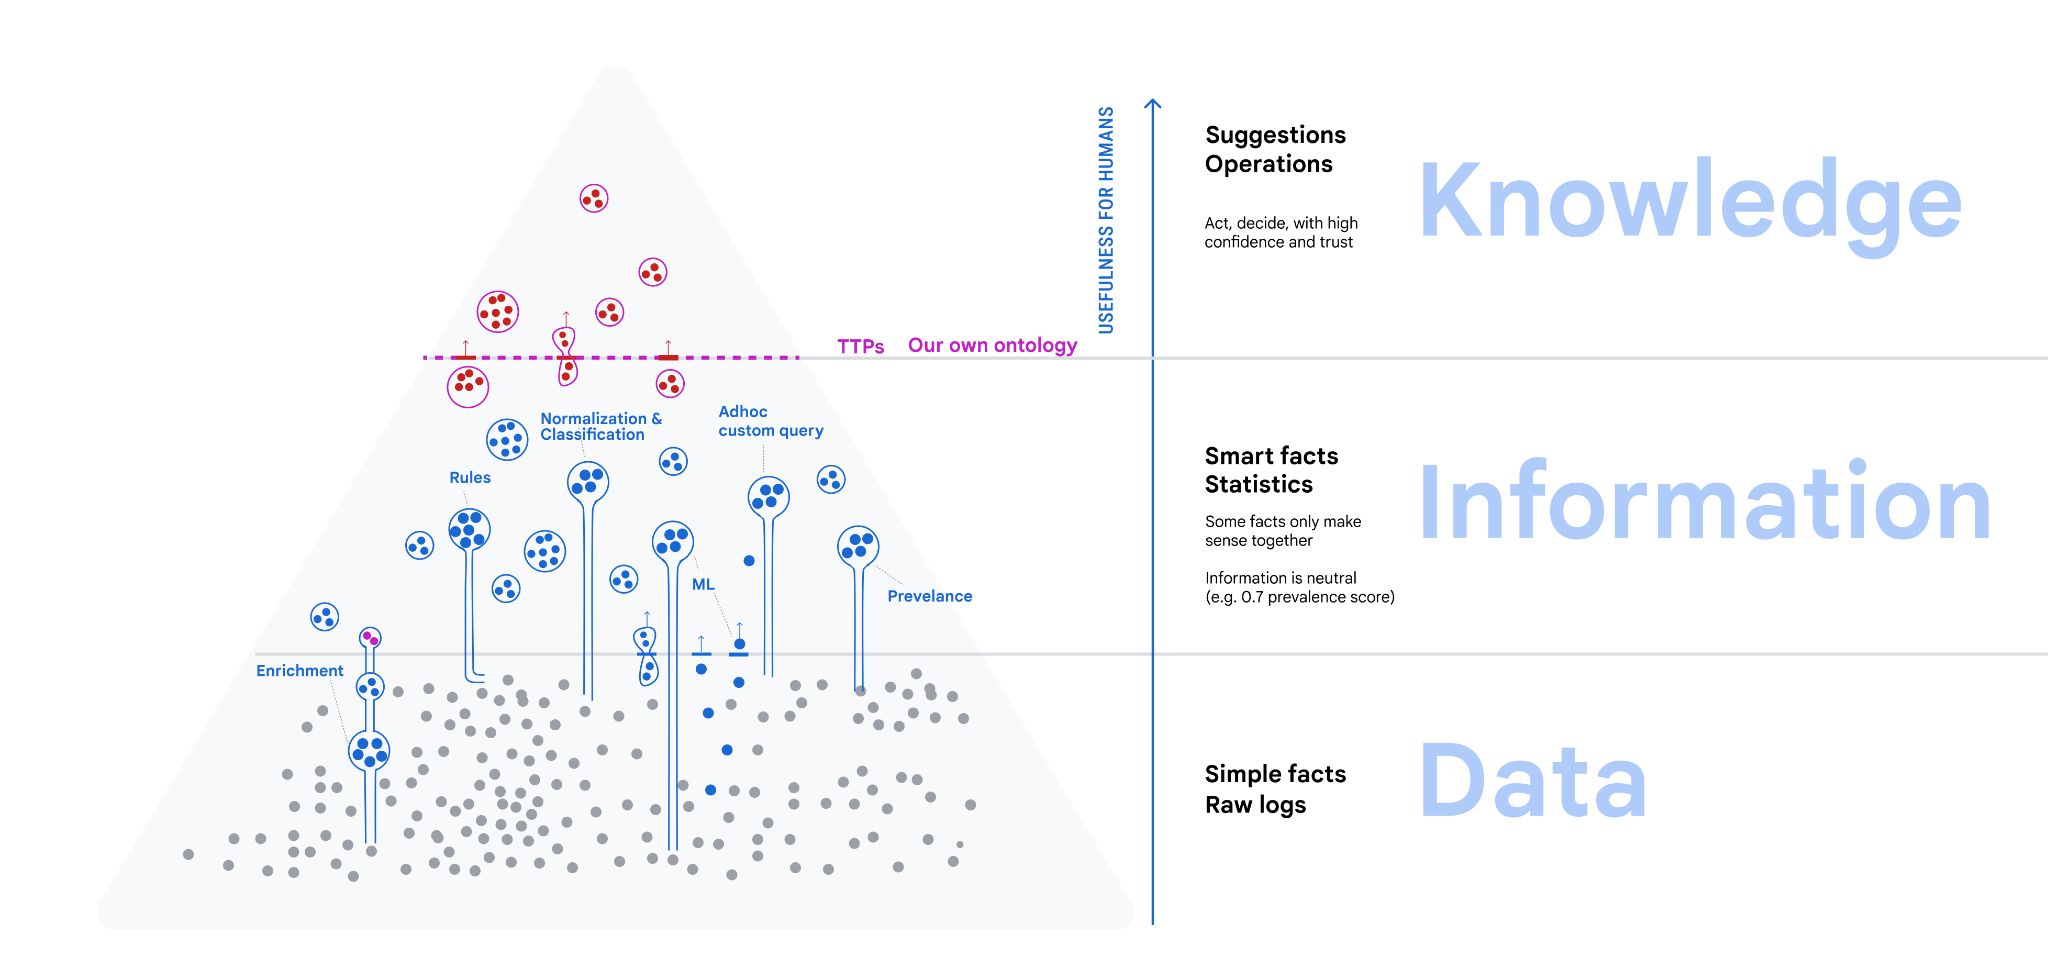 USEFULNESS FOR HUMANS
Suggestions
Operations
Act, decide, with high
confidence and trust
Knowledge
TTPs
Our own ontology
Normalization &
Classification
Adhoc
custom query
Rules
ML
Prevelance
Enrichment
Smart facts
Statistics
Some facts only make
sense together
Information is neutral
(e.g. 0.7 prevalence score)
Information
Simple facts
Raw logs
Data